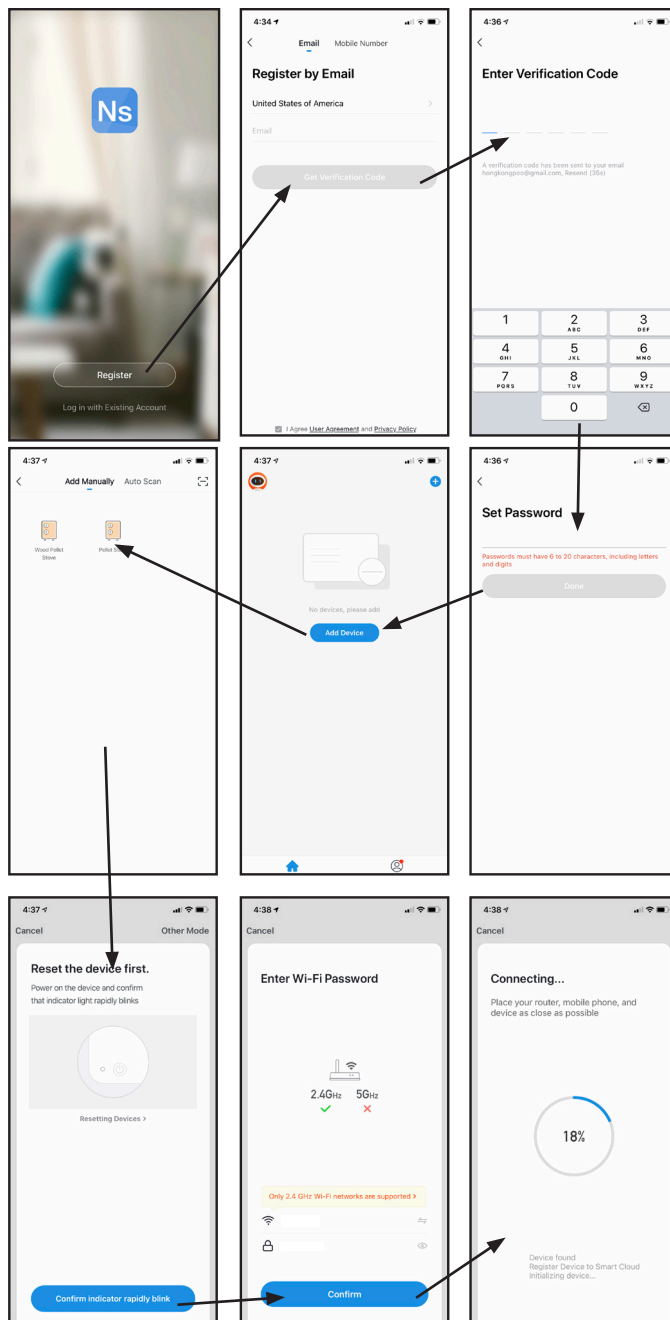 Ns
Register
Log in with Existing Account
4:34
Email Mobile Number
Register by Email
United States of America
Email
Get Verification Code
I Agree User Agreement and Privacy Policy
4:36
Enter Verification Code
A verification code has been sent to your email
hongkongpoo@gmail.com, Resend (36s)
1 2 3
ABC DEF
4 5 6
GHI JKL MNO
7 8 9
PQRS TUV WXYZ
0
4:37
Add Manually Auto Scan
Wood Pellet
Stove
Pellet
4:37
No devices, please add
Add Device
4:36
Set Password
Passwords must have 6 to 20 characters, including letters
and digits
Done
4:37
Cancel Other Mode
Reset the device first.
Power on the device and confirm
that indicator light rapidly blinks
Resetting Devices >
Confirm indicator rapidly blink
4:38
Cancel
Enter Wi-Fi Password
2.4GHz 5GHz
Only 2.4 GHz Wi-Fi networks are supported >
Confirm
4:38
Cancel
Connecting...
Place your router, mobile phone, and
device as close as possible
18%
Device found
Register Device to Smart Cloud
Initializing device...